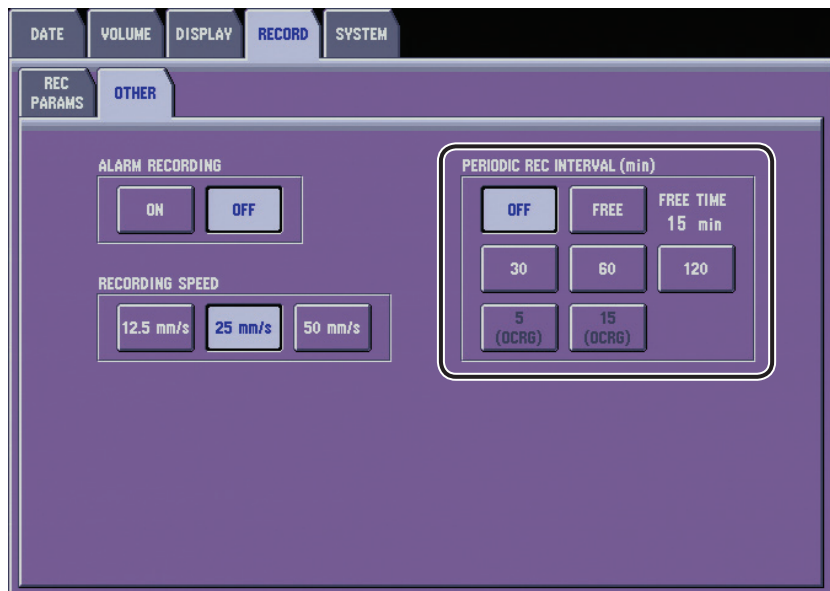 DATE VOLUME DISPLAY RECORD SYSTEM
REC
PARAMS
OTHER
ALARM RECORDING
ON OFF
RECORDING SPEED
12.5 mm/s 25 mm/s 50 mm/s
PERIODIC REC INTERVAL (min)
OFF FREE
FREE TIME
15 min
30 60 120
5
(OCRG)
15
(OCRG)